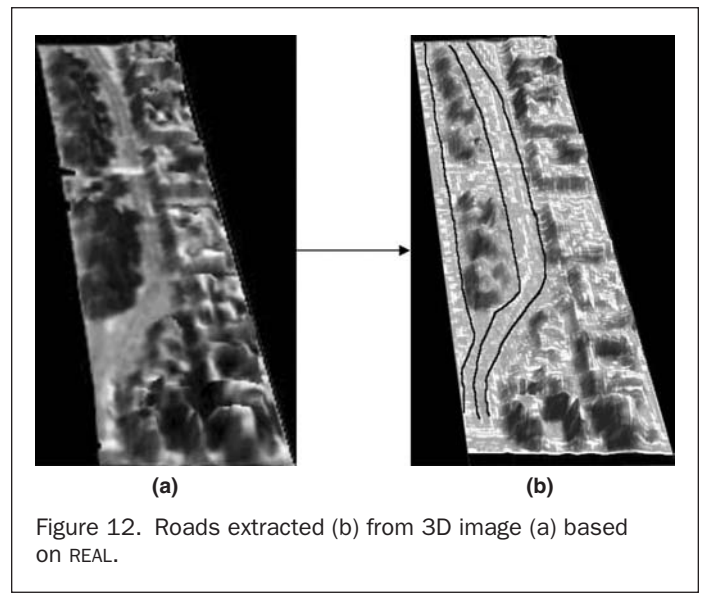 (a)
(b)
Figure 12. Roads extracted (b) from 3D image (a) based
on REAL.